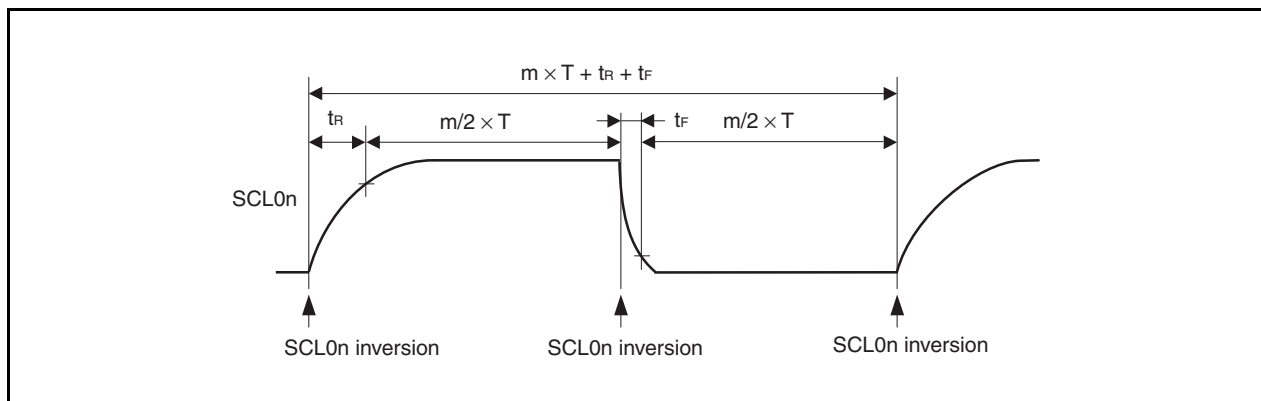 m × T + tR + tF
tR
m/2 × T
tF
m/2 × T
SCL0n
SCL0n inversion
SCL0n inversion
SCL0n inversion